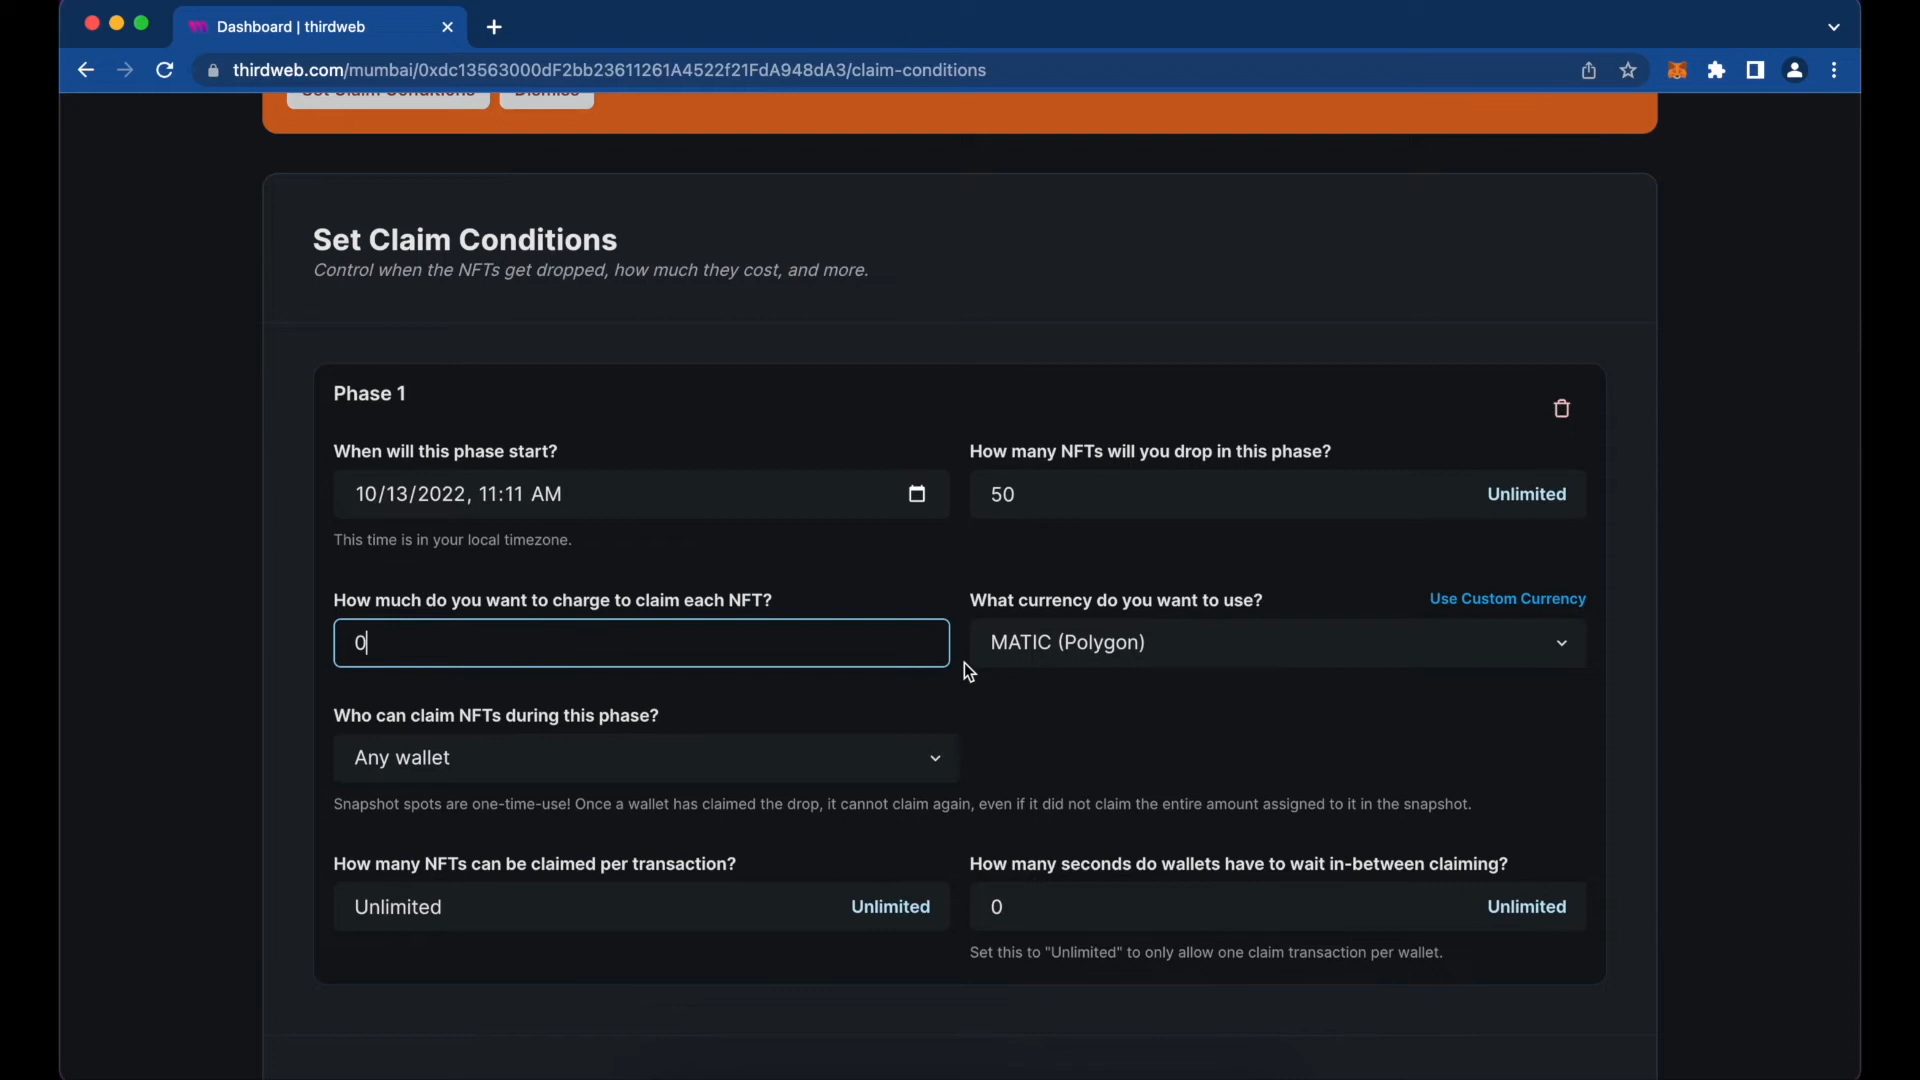 Dashboard | thirdweb
thirdweb.com/mumbai/0xdc13563000dF2bb23611261A4522f21FdA948dA3/claim-conditions
Set Claim Conditions Dismiss
Set Claim Conditions
Control when the NFTs get dropped, how much they cost, and more.
Phase 1
When will this phase start? How many NFTs will you drop in this phase?
10/13/2022, 11:11 AM 50 Unlimited
This time is in your local timezone.
How much do you want to charge to claim each NFT? What currency do you want to use? Use Custom Currency
0 MATIC (Polygon)
Who can claim NFTs during this phase?
Any wallet
Snapshot spots are one-time-use! Once a wallet has claimed the drop, it cannot claim again, even if it did not claim the entire amount assigned to it in the snapshot.
How many NFTs can be claimed per transaction? How many seconds do wallets have to wait in-between claiming?
Unlimited Unlimited 0 Unlimited
Set this to "Unlimited" to only allow one claim transaction per wallet.